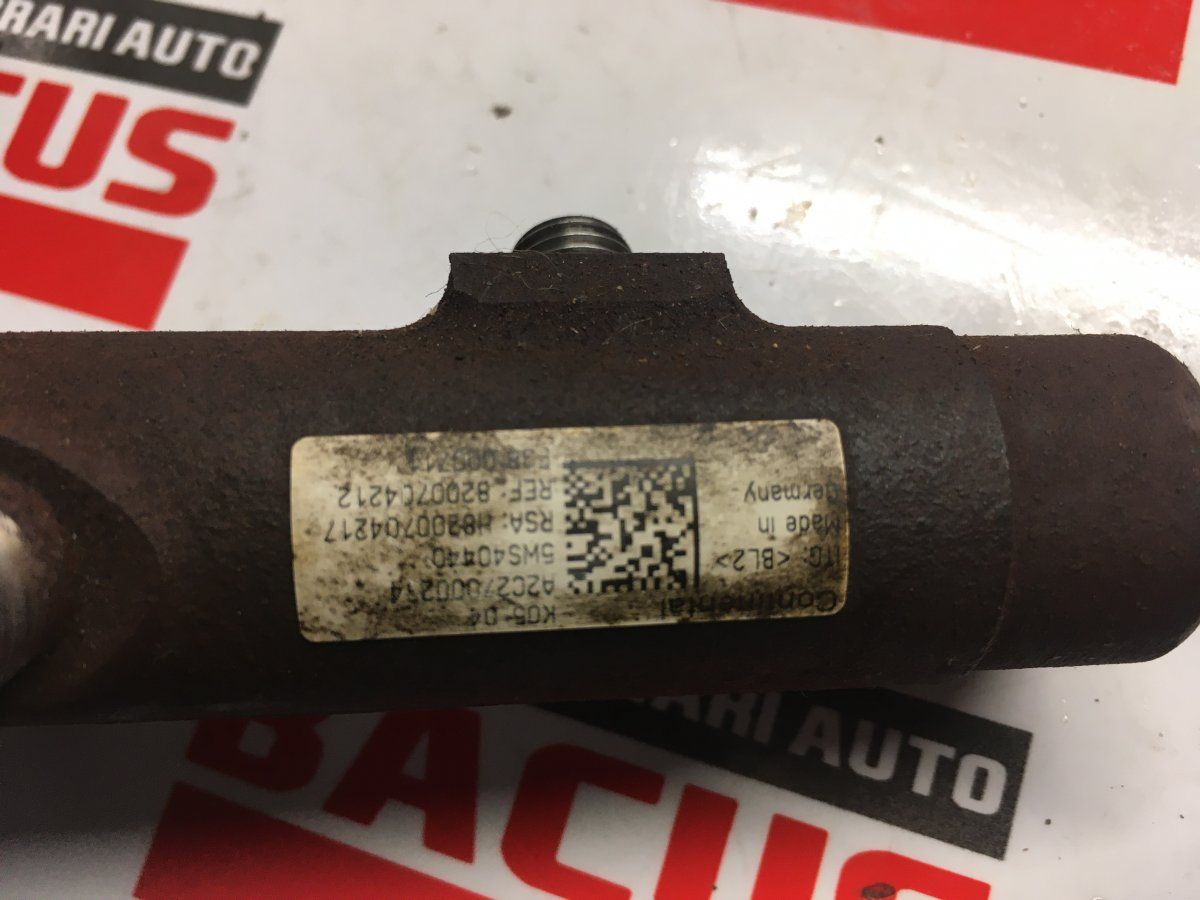 RARI AUTO
CUS
Continental
ITG: <BL2>
Made in
Germany
K05-04
A2C27000214
5WS40440
RSA: H8200704217
REF: 8200704212
RARI AUTO
BACUS